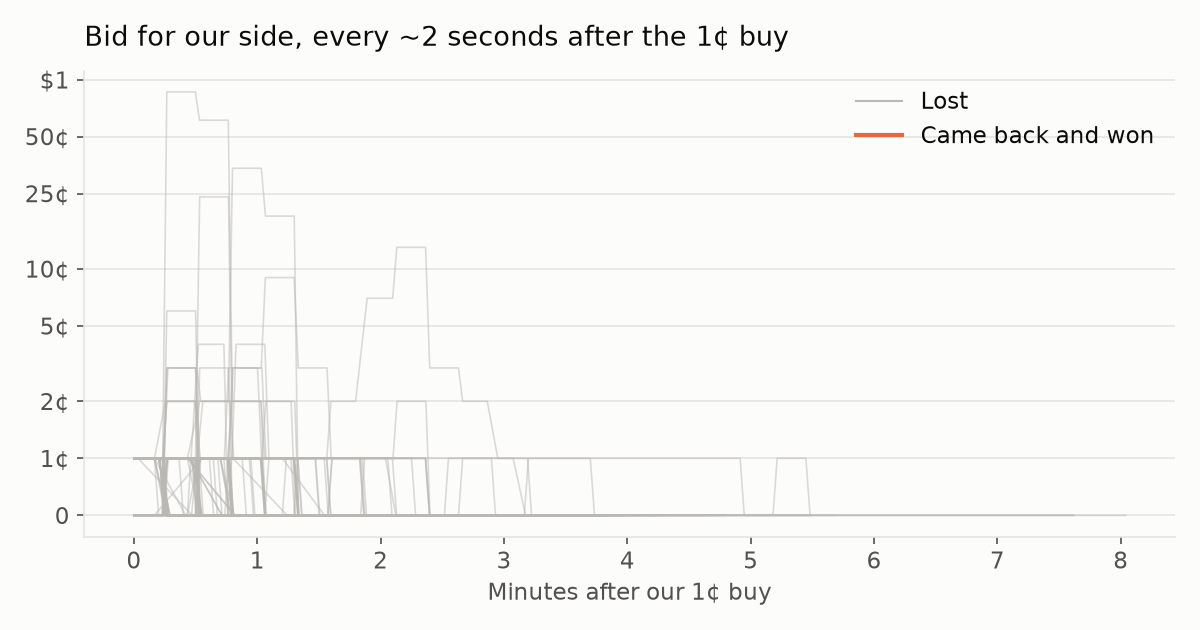 Bid for our side, every ~2 seconds after the 1¢ buy
$1
50¢
25¢
10¢
5¢
2¢
1¢
0
Lost
Came back and won
0 1 2 3 4 5 6 7 8
Minutes after our 1¢ buy